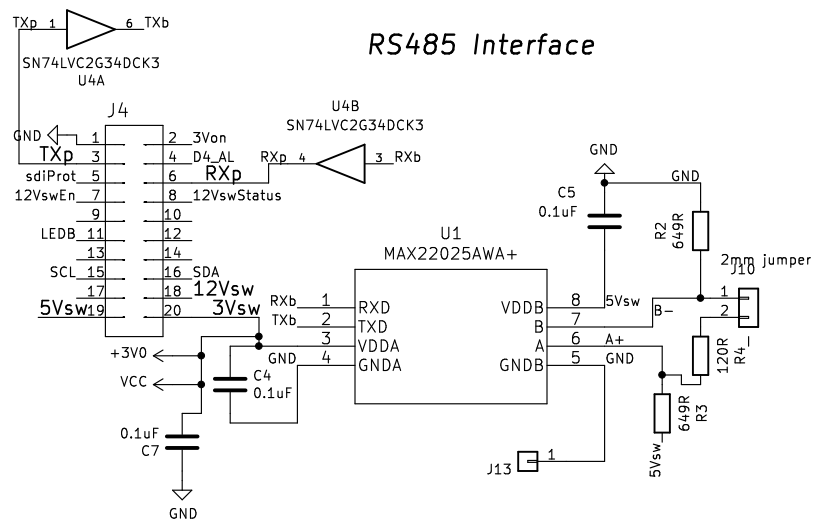 TXp 1 6 TXb
RS485 Interface
SN74LVC2G34DCK3
U4A
J4
U4B
SN74LVC2G34DCK3
GND 1 2 3Von
TXp 3 4 D4_AL
RXp 4 3 RXb
sdiProt 5 6 RXp
12VswEn 7 8 12VswStatus
9 10
LEDB 11 12
13 14
SCL 15 16 SDA
17 18 12Vsw
5Vsw 19 20 3Vsw
+3V0
VCC
GND
C4
0.1uF
0.1uF
C7
GND
U1
MAX22025AWA+
RXb 1 RXD VDDB 8 5Vsw
TXb 2 TXD B 7 B-
3 VDDA A 6 A+
4 GNDA GNDB 5 GND
GND
GND
C5
0.1uF
R2
649R
2mm jumper
J10
1
2
120R
R4
649R
R3
5Vsw
J13 1